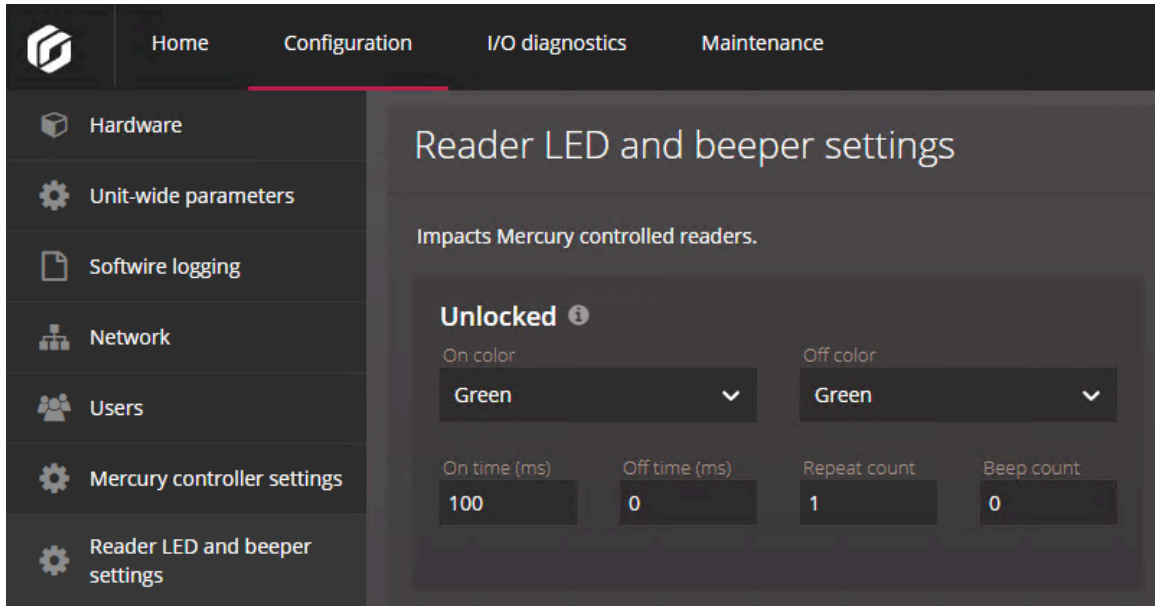 Home Configuration I/O diagnostics Maintenance
Hardware
Unit-wide parameters
Softwire logging
Network
Users
Mercury controller settings
Reader LED and beeper
settings
Reader LED and beeper settings
Impacts Mercury controlled readers.
Unlocked
On color Off color
Green Green
On time (ms) Off time (ms) Repeat count Beep count
100 0 1 0